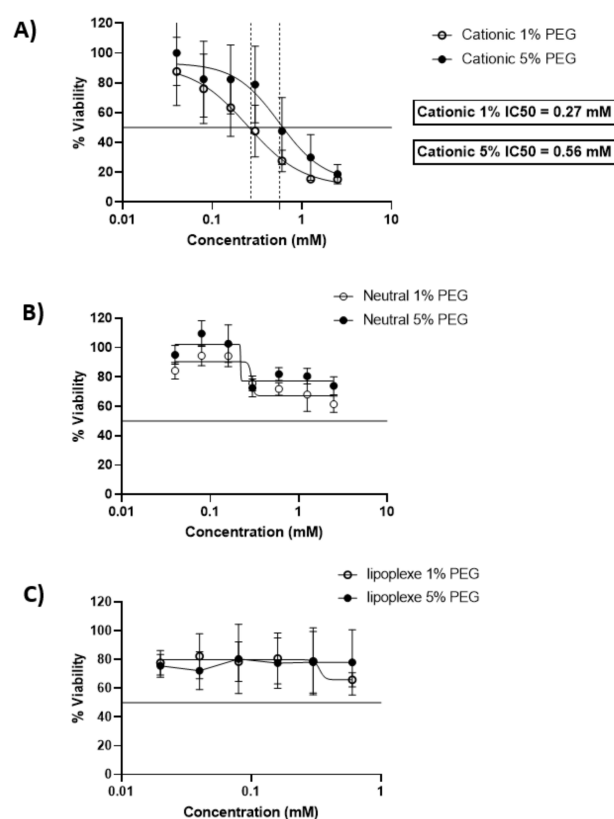 A)
120
100
80
60
40
20
0
% Viability
0.01
0.1
1
10
Concentration (mM)
Cationic 1% PEG
Cationic 5% PEG
Cationic 1% IC50 = 0.27 mM
Cationic 5% IC50 = 0.56 mM
B)
Neutral 1% PEG
Neutral 5% PEG
120
100
80
60
40
20
0
% Viability
0.01
0.1
1
10
Concentration (mM)
C)
lipoplexe 1% PEG
lipoplexe 5% PEG
120
100
80
60
40
20
0
% Viability
0.01
0.1
1
Concentration (mM)